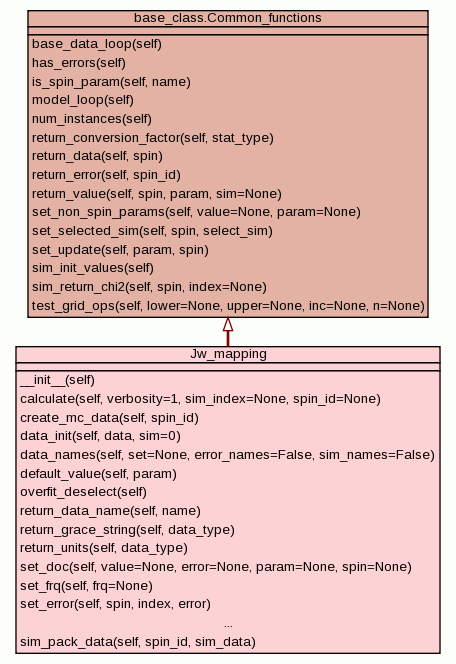 base_class.Common_functions
base_data_loop(self)
has_errors(self)
is_spin_param(self, name)
model_loop(self)
num_instances(self)
return_conversion_factor(self, stat_type)
return_data(self, spin)
return_error(self, spin_id)
return_value(self, spin, param, sim=None)
set_non_spin_params(self, value=None, param=None)
set_selected_sim(self, spin, select_sim)
set_update(self, param, spin)
sim_init_values(self)
sim_return_chi2(self, spin, index=None)
test_grid_ops(self, lower=None, upper=None, inc=None, n=None)
Jw_mapping
__init__(self)
calculate(self, verbosity=1, sim_index=None, spin_id=None)
create_mc_data(self, spin_id)
data_init(self, data, sim=0)
data_names(self, set=None, error_names=False, sim_names=False)
default_value(self, param)
overfit_deselect(self)
return_data_name(self, name)
return_grace_string(self, data_type)
return_units(self, data_type)
set_doc(self, value=None, error=None, param=None, spin=None)
set_frq(self, frq=None)
set_error(self, spin, index, error)
...
sim_pack_data(self, spin_id, sim_data)